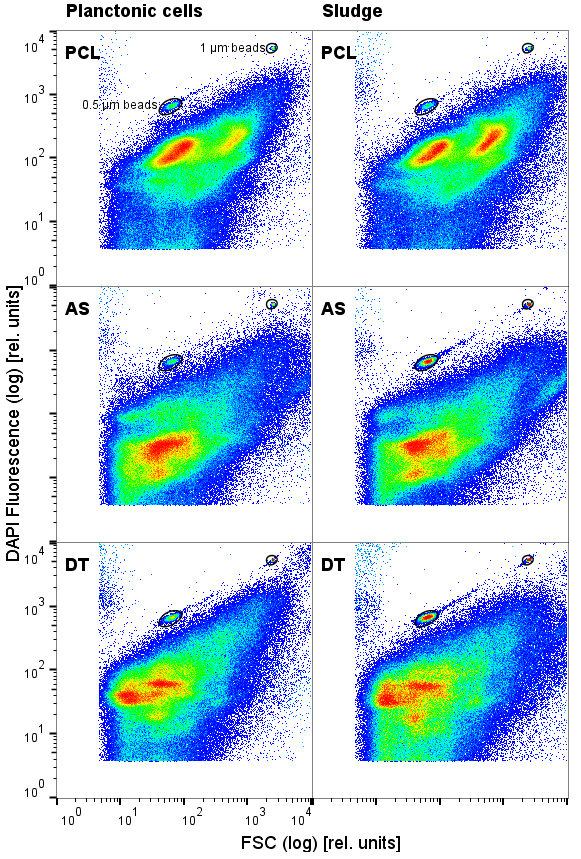 Planctonic cells
Sludge
10^4
PCL
1 µm beads
PCL
10^3
0.5 µm beads
10^2
10^1
10^0
AS
AS
DAPI Fluorescence (log) [rel. units]
10^4
DT
DT
10^3
10^2
10^1
10^0
10^0 10^1 10^2 10^3 10^4
FSC (log) [rel. units]